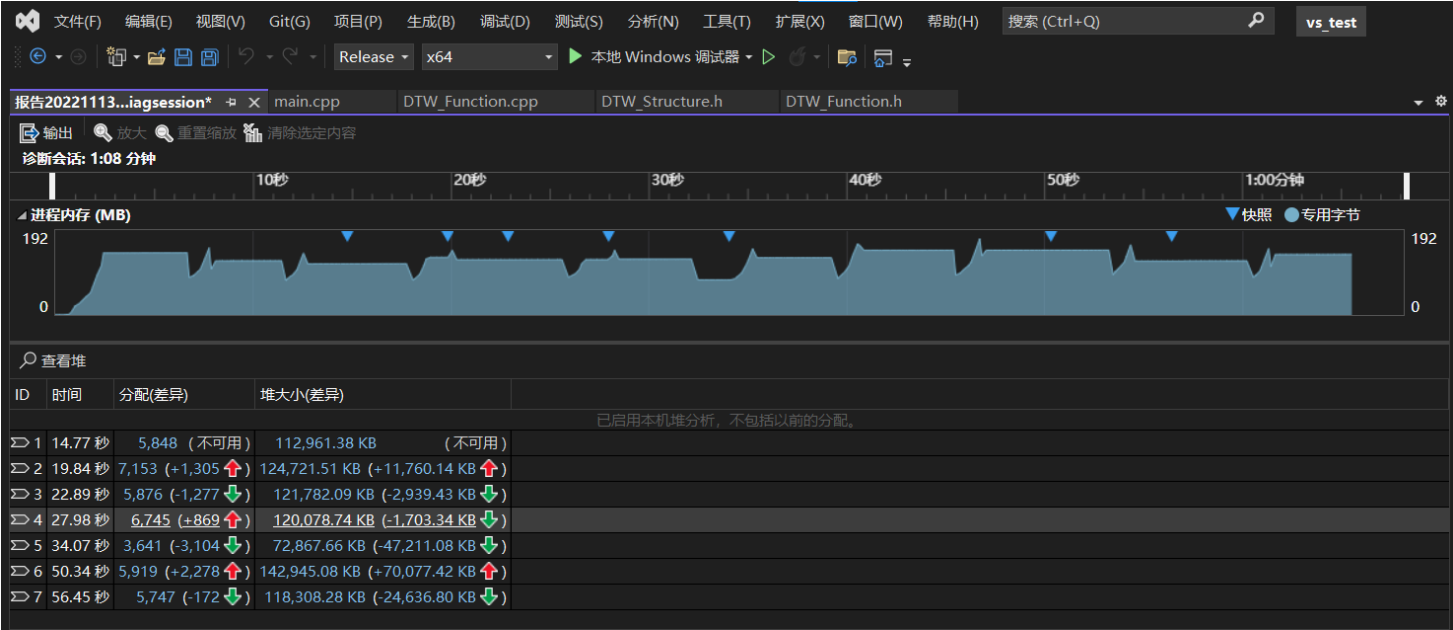 文件(F) 编辑(E) 视图(V) Git(G) 项目(P) 生成(B) 调试(D) 测试(S) 分析(N) 工具(T) 扩展(X) 窗口(W) 帮助(H) 搜索 (Ctrl+Q) vs_test
Release x64 本地 Windows 调试器
报告20221113...iagsession* main.cpp DTW_Function.cpp DTW_Structure.h DTW_Function.h
输出 放大 重置缩放 清除选定内容
诊断会话: 1:08 分钟
10秒 20秒 30秒 40秒 50秒 1:00分钟
进程内存 (MB) 快照 专用字节
192 192
0 0
查看堆
ID 时间 分配(差异) 堆大小(差异)
已启用本机堆分析，不包括以前的分配。
1 14.77 秒 5,848 (不可用) 112,961.38 KB (不可用)
2 19.84 秒 7,153 (+1,305) 124,721.51 KB (+11,760.14 KB)
3 22.89 秒 5,876 (-1,277) 121,782.09 KB (-2,939.43 KB)
4 27.98 秒 6,745 (+869) 120,078.74 KB (-1,703.34 KB)
5 34.07 秒 3,641 (-3,104) 72,867.66 KB (-47,211.08 KB)
6 50.34 秒 5,919 (+2,278) 142,945.08 KB (+70,077.42 KB)
7 56.45 秒 5,747 (-172) 118,308.28 KB (-24,636.80 KB)